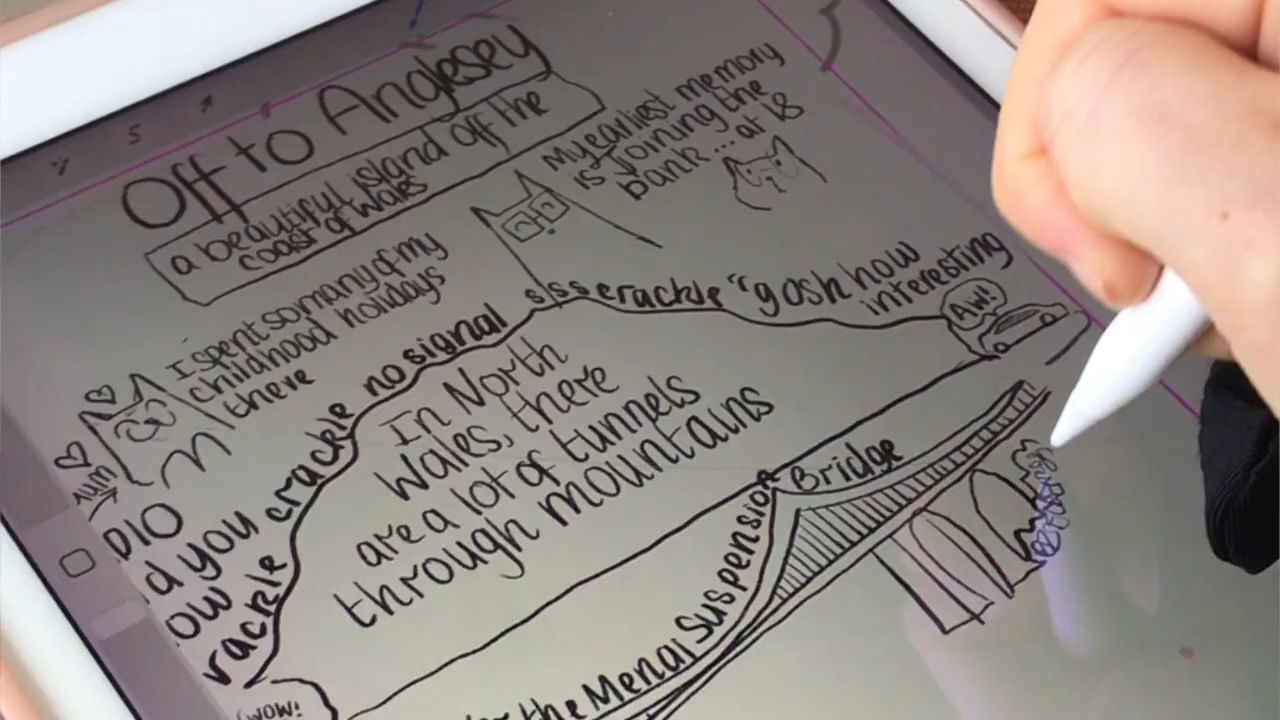 Off to Anglesey
a beautiful island off the
coast of Wales
My earliest memory
is Joining the
bank... at 18
I spent so many of my
childhood holidays
there
mum
DIO
d you crackle no signal s s s crackle "gosh how
interesting
ow
rackle
Aw!
In North
Wales, there
are a lot of tunnels
through mountains
the Menai Suspension Bridge
wow!